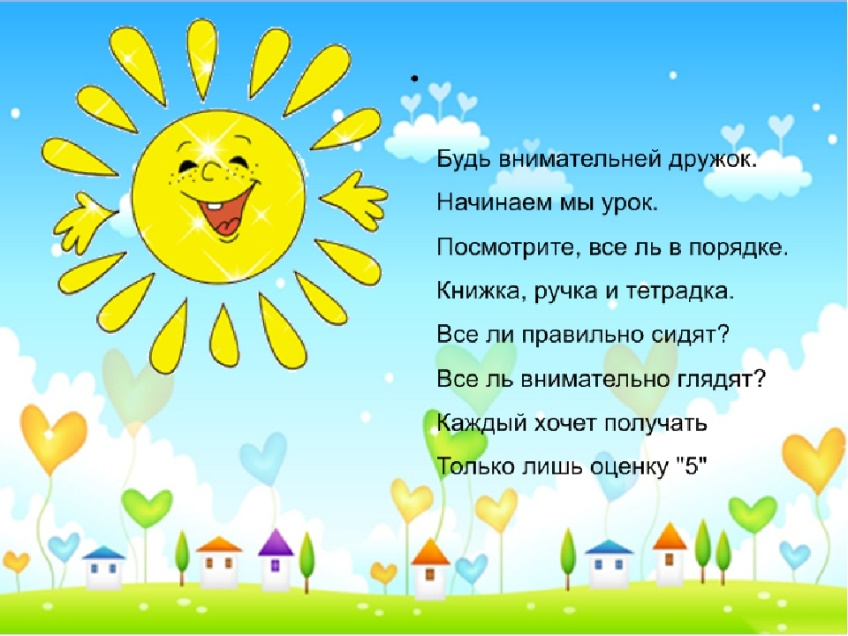 Будь внимательней дружок.
Начинаем мы урок.
Посмотрите, все ль в порядке.
Книжка, ручка и тетрадка.
Все ли правильно сидят?
Все ль внимательно глядят?
Каждый хочет получать
Только лишь оценку "5"